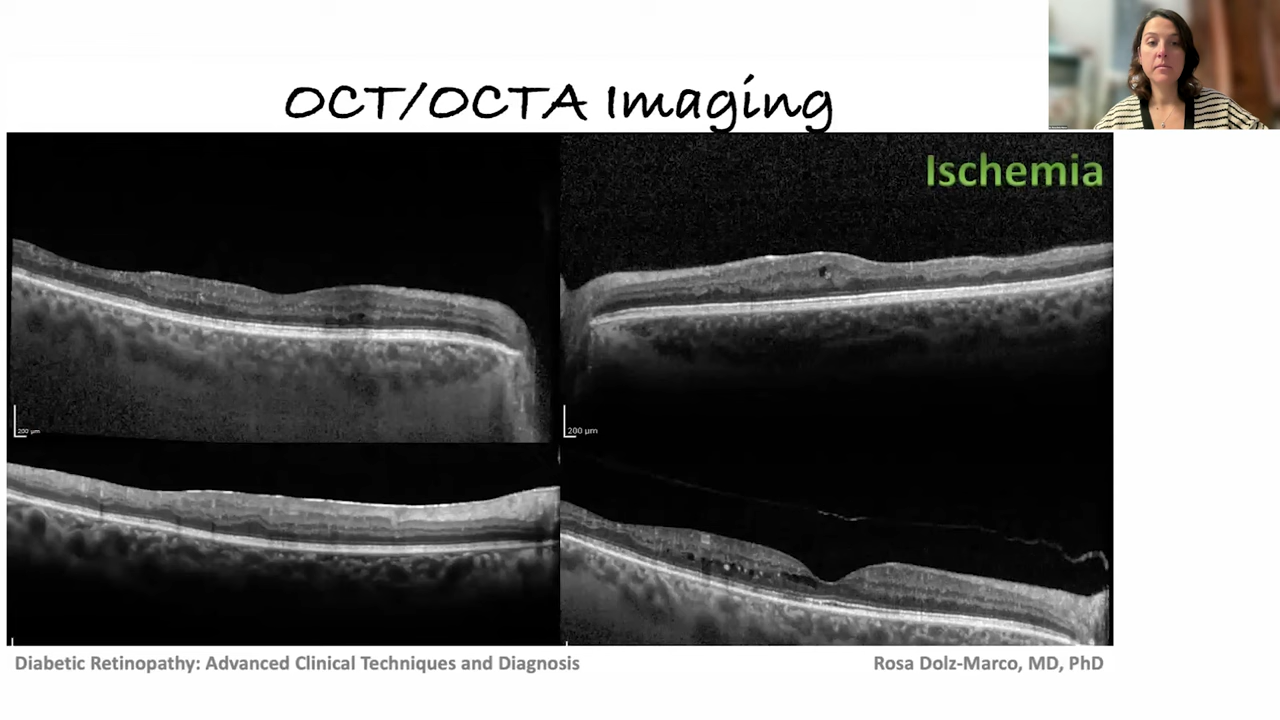 OCT/OCTA Imaging
Ischemia
200 µm
200 µm
Diabetic Retinopathy: Advanced Clinical Techniques and Diagnosis
Rosa Dolz-Marco, MD, PhD